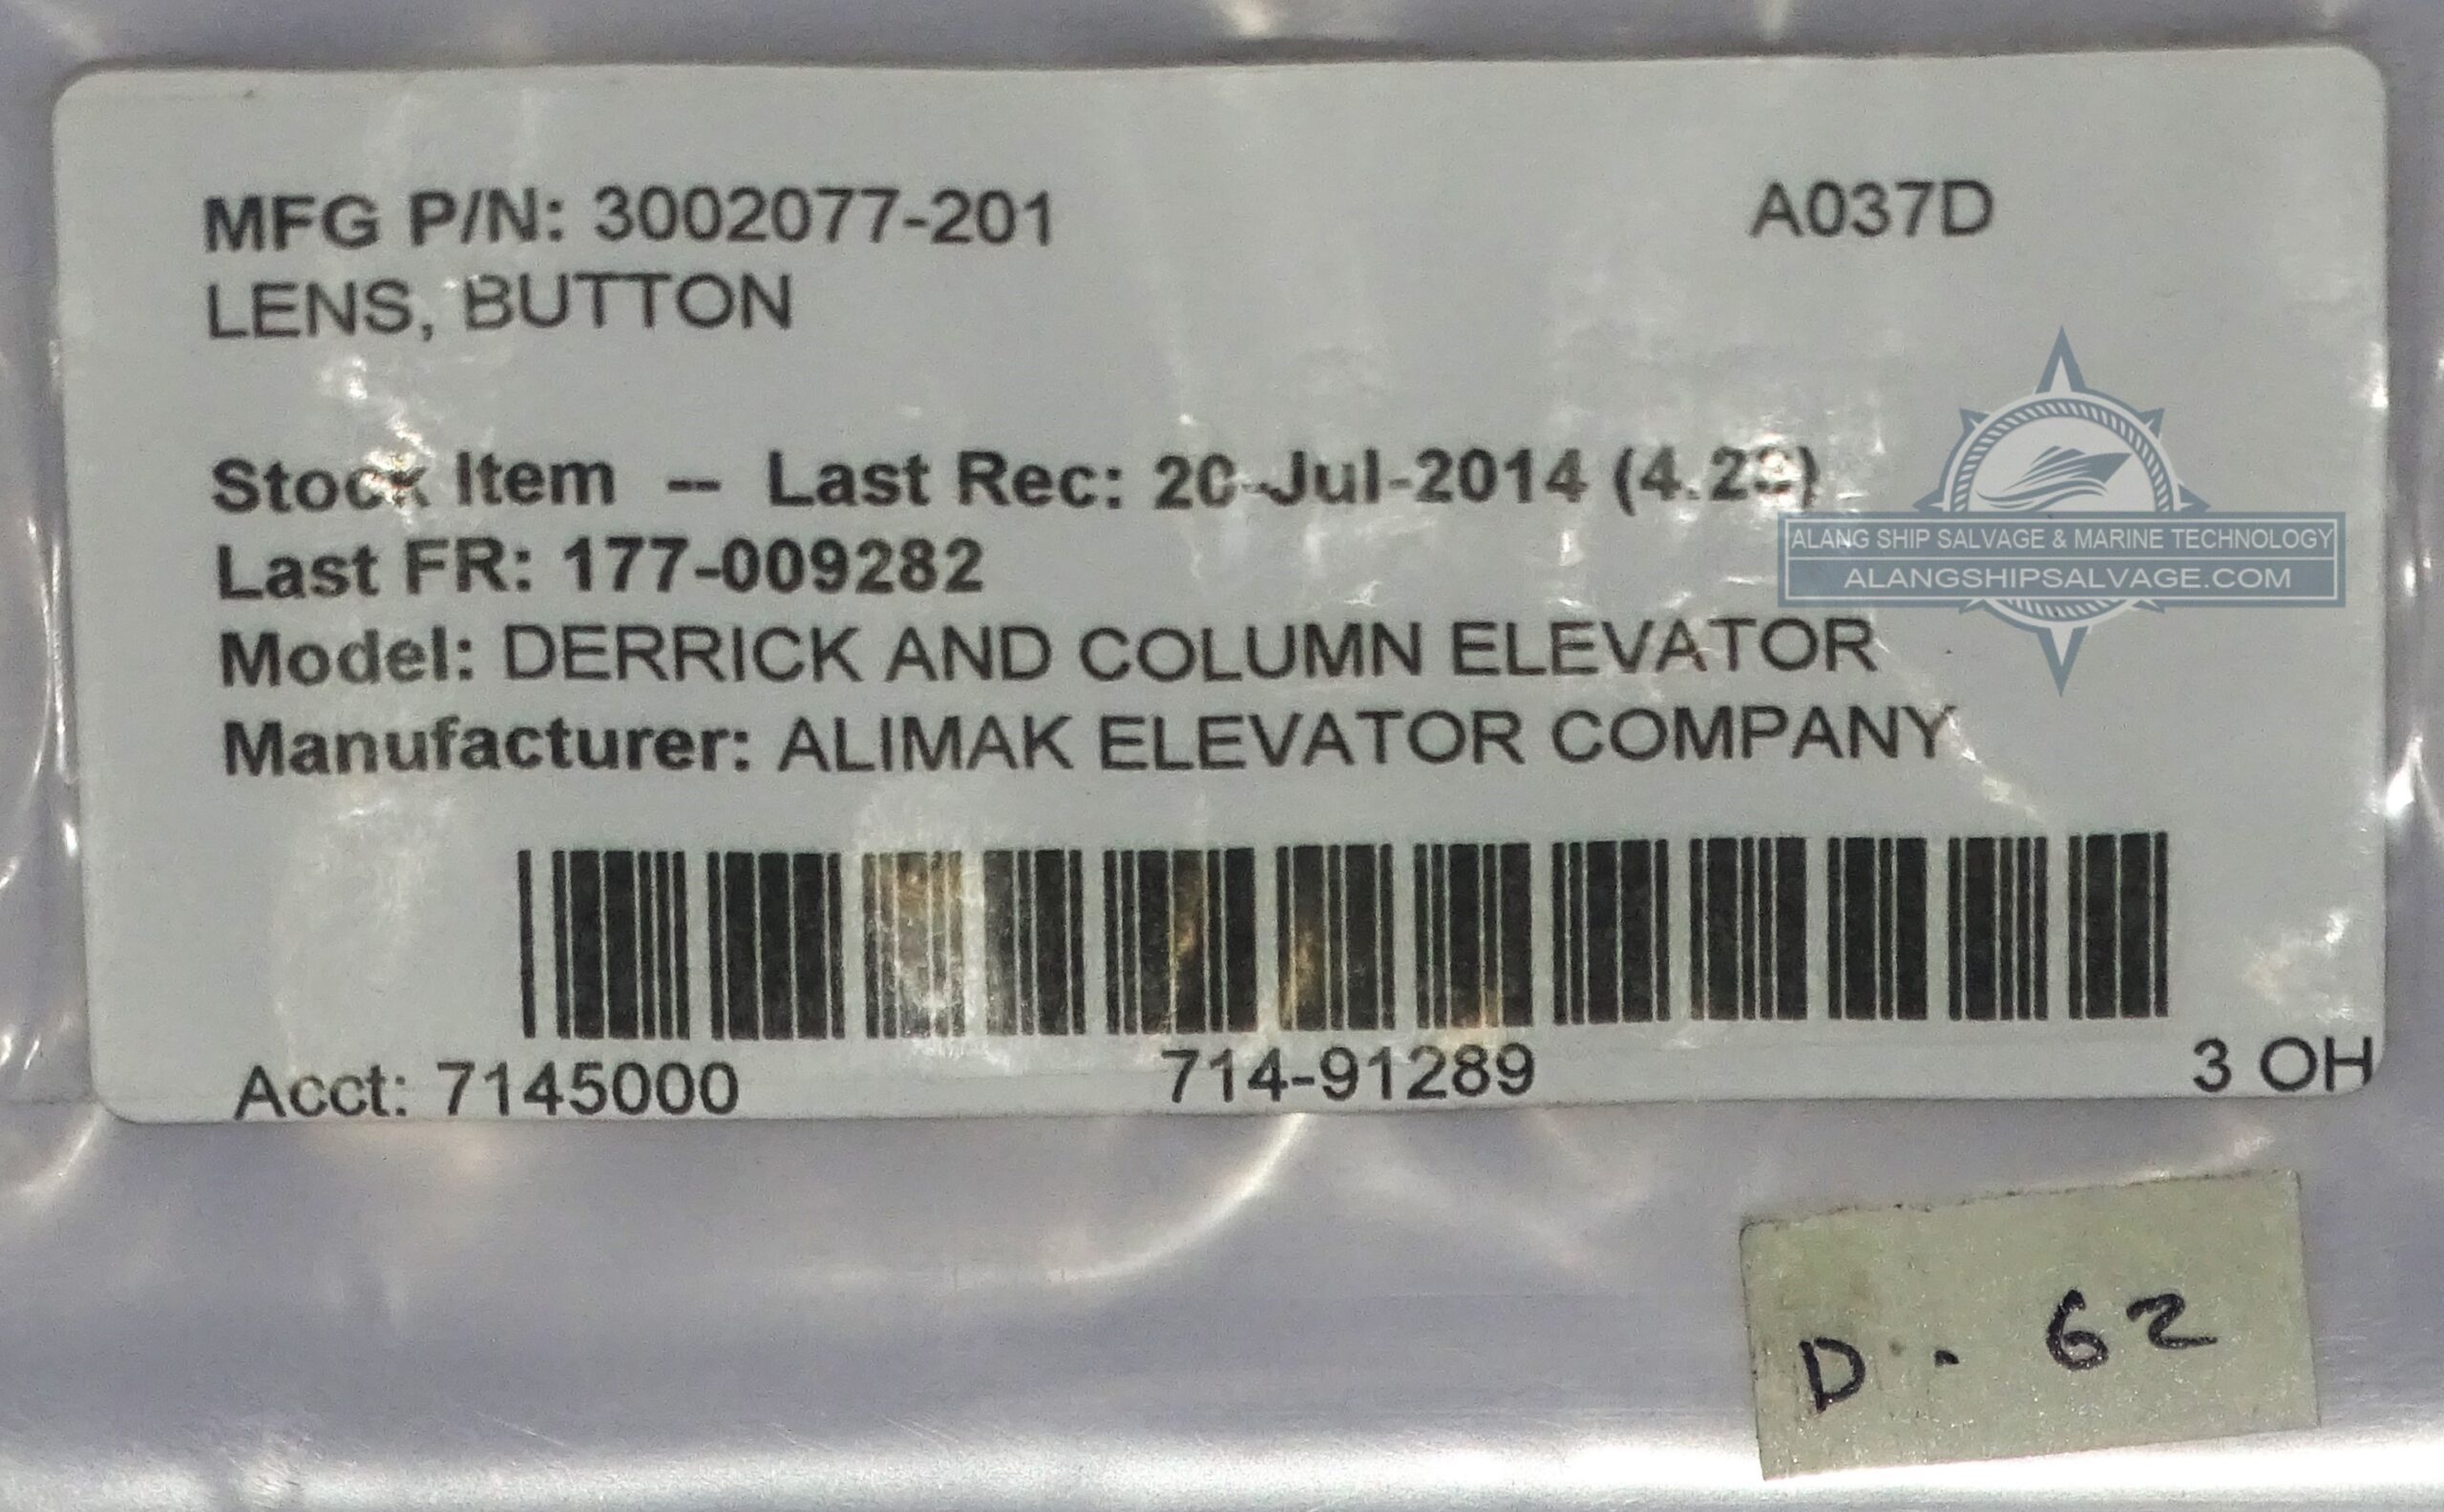 MFG P/N: 3002077-201
A037D
LENS, BUTTON
Stock Item -- Last Rec: 20-Jul-2014
Last FR: 177-009282
Model: DERRICK AND COLUMN ELEVATOR
Manufacturer: ALIMAK ELEVATOR COMPANY
ALANG SHIP SALVAGE & MARINE TECHNOLOGY
ALANGSHIPSALVAGE.COM
Acct: 7145000
714-91289
3 OH
D - 62